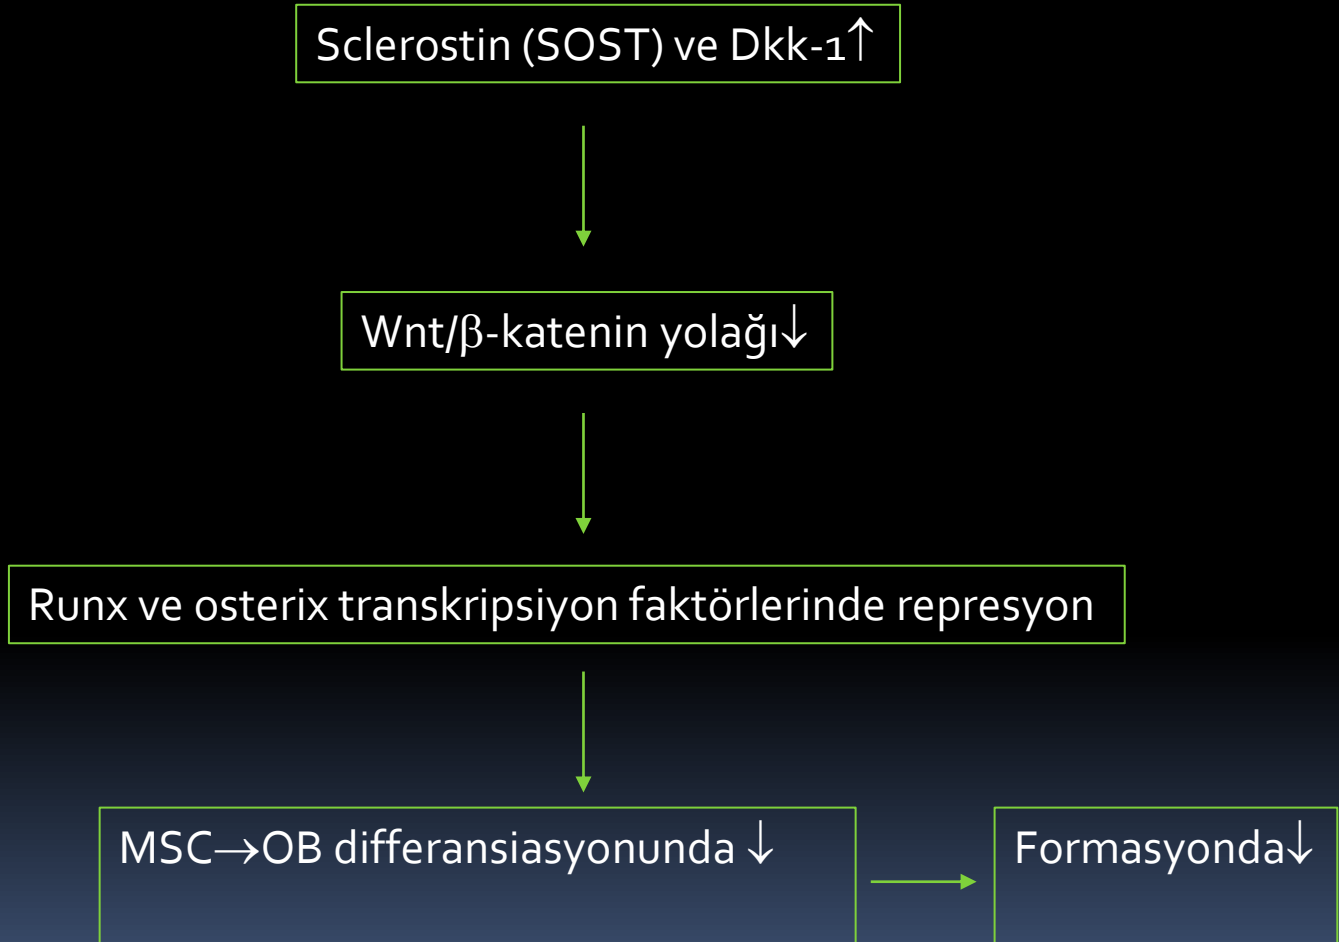 Sclerostin (SOST) ve Dkk-1↑
Wnt/β-katenin yolağı↓
Runx ve osterix transkripsiyon faktörlerinde represyon
MSC→OB differansiasyonunda ↓
Formasyonda↓